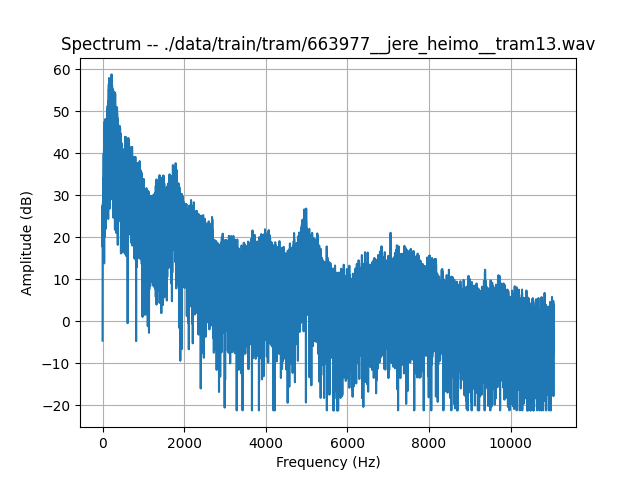 Spectrum -- ./data/train/tram/663977__jere_heimo__tram13.wav
60
50
40
30
20
10
0
−10
−20
Amplitude (dB)
0 2000 4000 6000 8000 10000
Frequency (Hz)